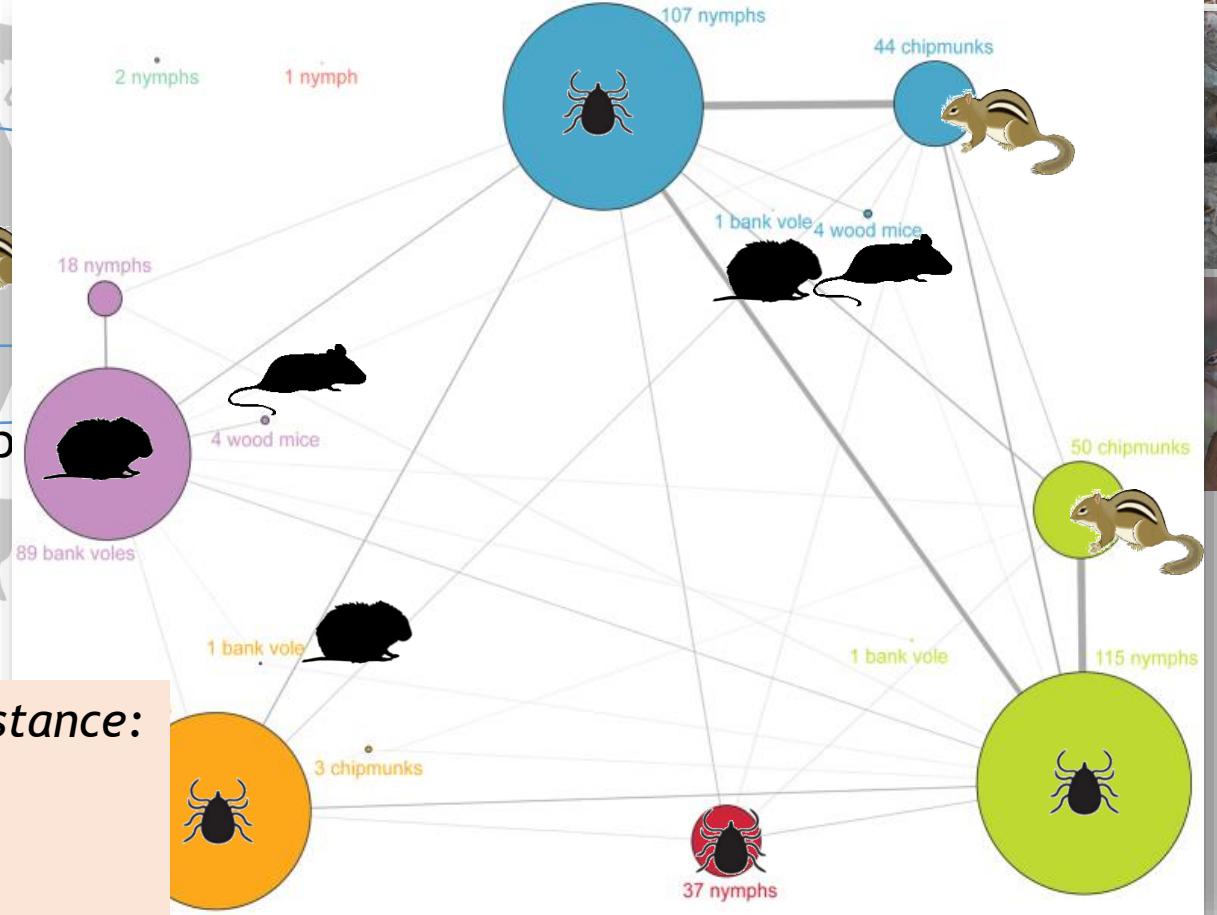 107 nymphs
44 chipmunks
2 nymphs
1 nymph
1 bank vole
4 wood mice
18 nymphs
4 wood mice
50 chipmunks
89 bank voles
1 bank vole
1 bank vole
115 nymphs
stance:
3 chipmunks
37 nymphs